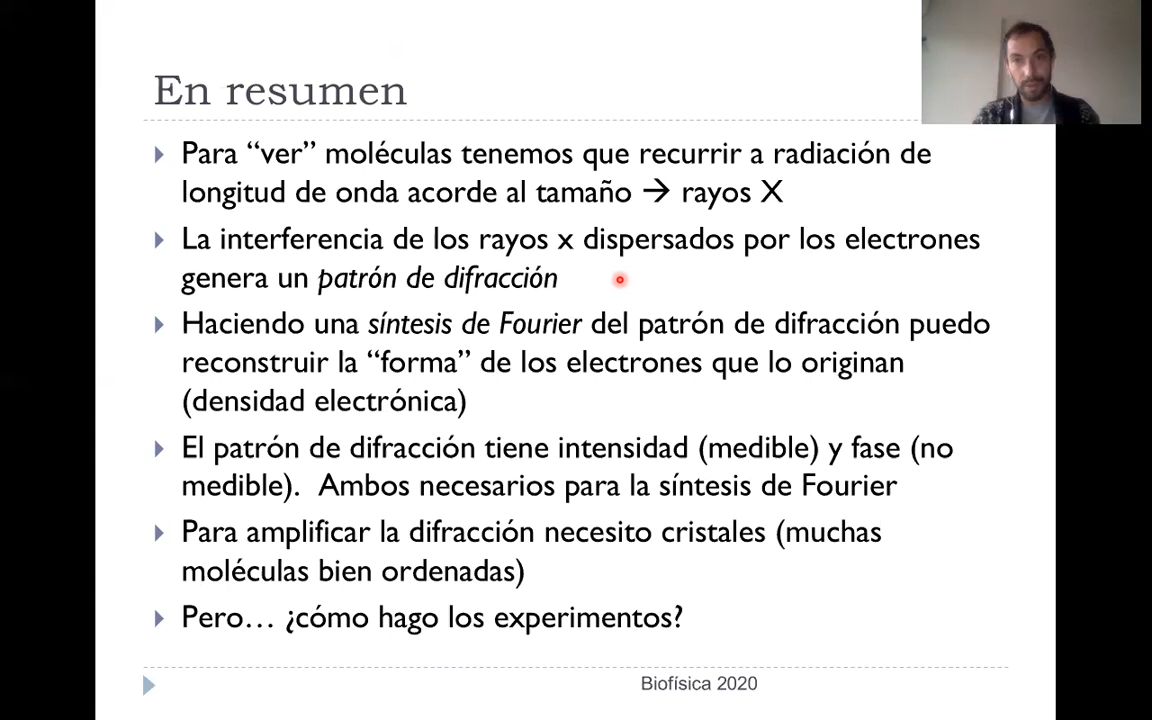 En resumen
Para “ver” moléculas tenemos que recurrir a radiación de
longitud de onda acorde al tamaño → rayos X
La interferencia de los rayos x dispersados por los electrones
genera un patrón de difracción
Haciendo una síntesis de Fourier del patrón de difracción puedo
reconstruir la “forma” de los electrones que lo originan
(densidad electrónica)
El patrón de difracción tiene intensidad (medible) y fase (no
medible).  Ambos necesarios para la síntesis de Fourier
Para amplificar la difracción necesito cristales (muchas
moléculas bien ordenadas)
Pero… ¿cómo hago los experimentos?
Biofísica 2020